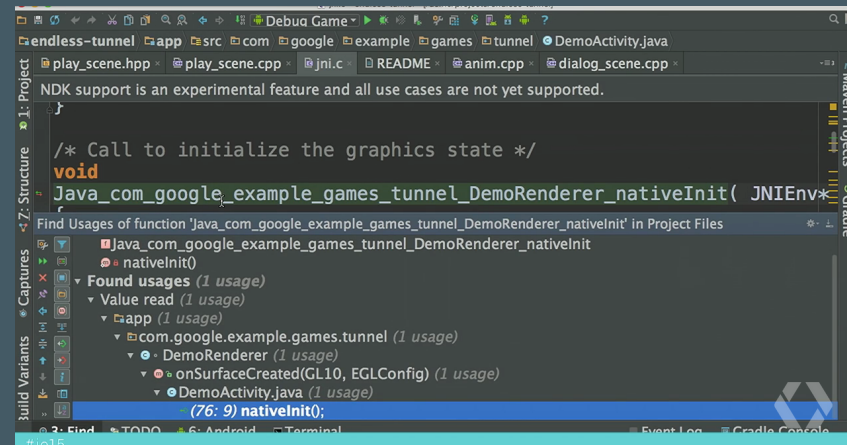 Debug Game
endless-tunnel app src com google example games tunnel DemoActivity.java
play_scene.hpp play_scene.cpp jni.c README anim.cpp dialog_scene.cpp
NDK support is an experimental feature and all use cases are not yet supported.
}
/* Call to initialize the graphics state */
void
Java_com_google_example_games_tunnel_DemoRenderer_nativeInit( JNIEnv*
{
Find Usages of function 'Java_com_google_example_games_tunnel_DemoRenderer_nativeInit' in Project Files
Java_com_google_example_games_tunnel_DemoRenderer_nativeInit
nativeInit()
Found usages (1 usage)
Value read (1 usage)
app (1 usage)
com.google.example.games.tunnel (1 usage)
DemoRenderer (1 usage)
onSurfaceCreated(GL10, EGLConfig) (1 usage)
DemoActivity.java (1 usage)
(76: 9) nativeInit();
3: Find TODO 6: Android Terminal Event Log Gradle Console
#io15
1: Project
Z: Structure
Captures
Build Variants